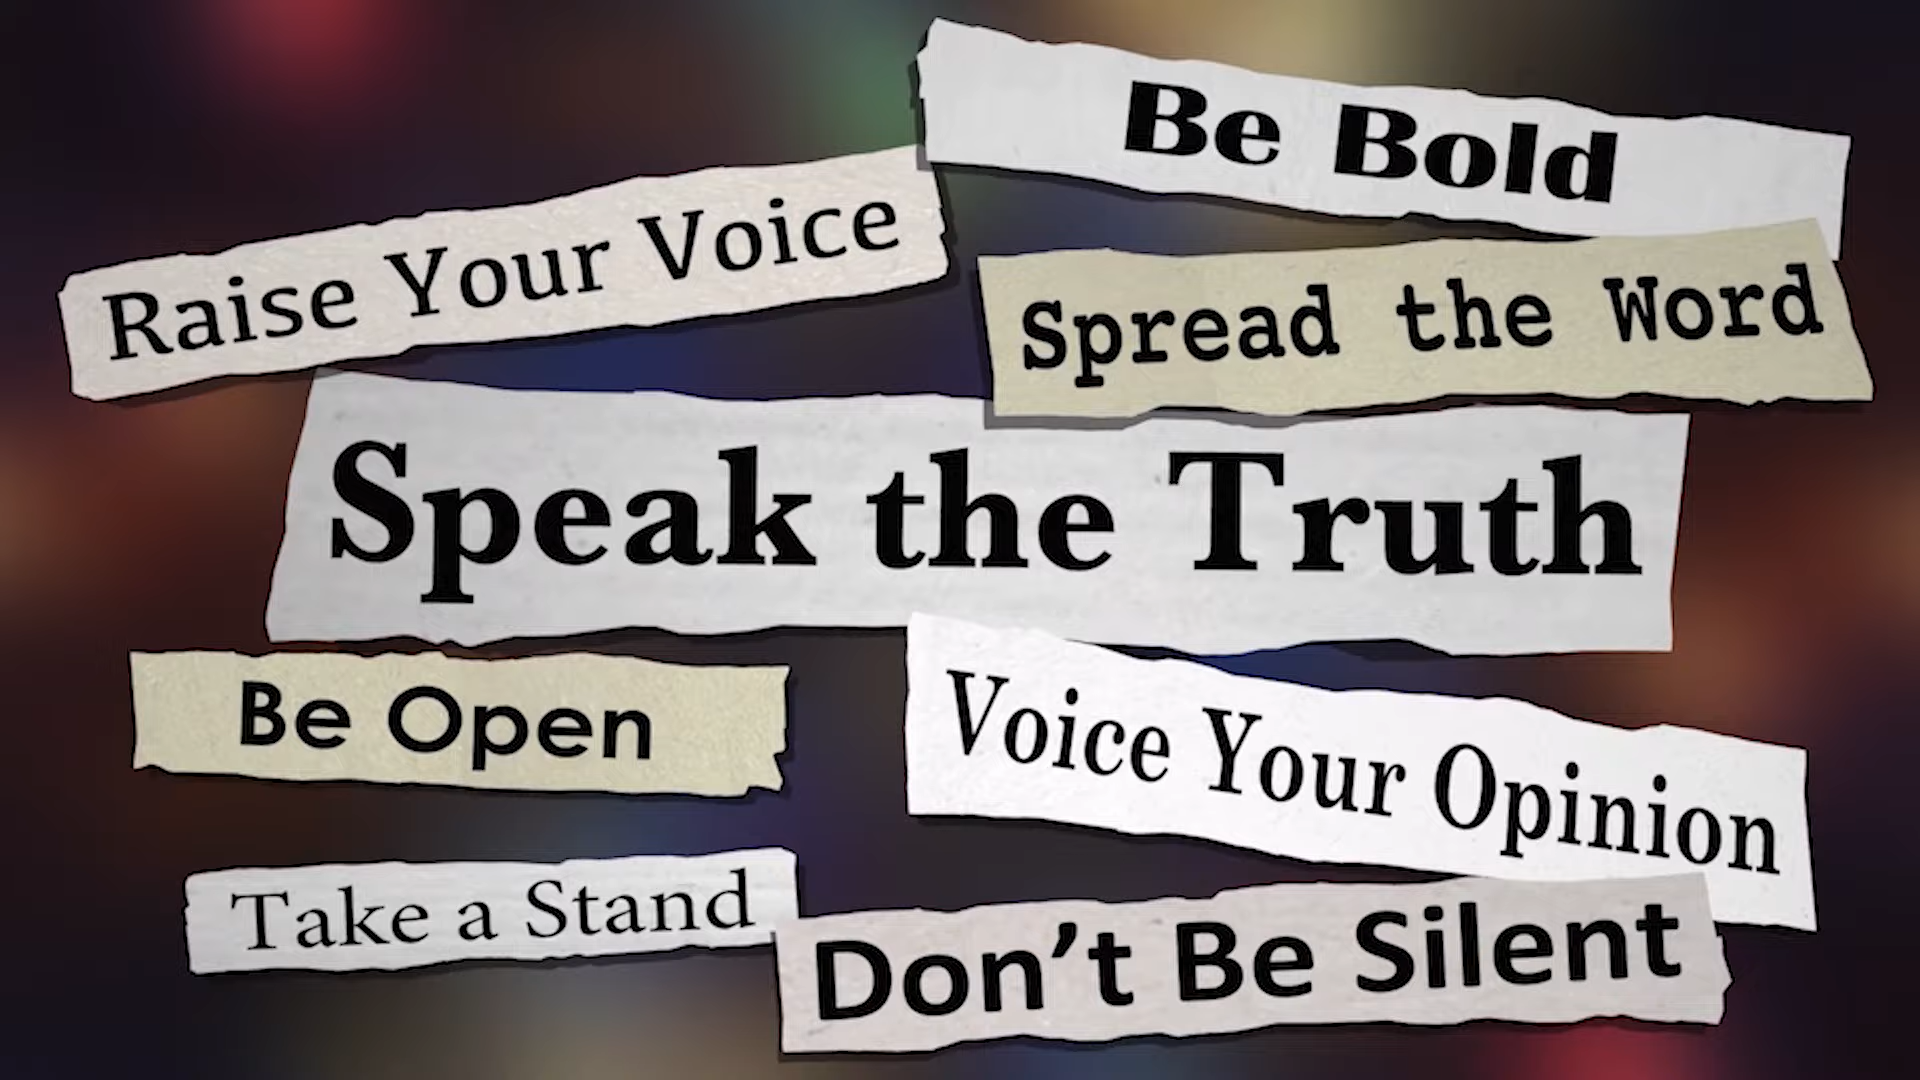 Be Bold
Raise Your Voice
Spread the Word
Speak the Truth
Be Open
Voice Your Opinion
Take a Stand
Don’t Be Silent